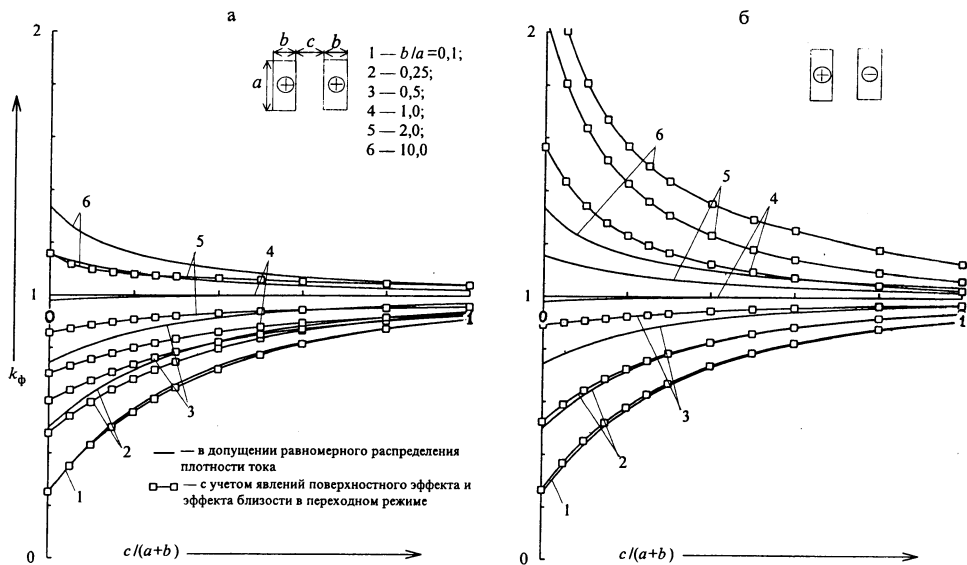 а
б
2
b c b
a
1 — b/a=0,1;
2 — 0,25;
3 — 0,5;
4 — 1,0;
5 — 2,0;
6 — 10,0
6
5
4
1
0
1
kф
3
2
1
— в допущении равномерного распределения
плотности тока
— с учетом явлений поверхностного эффекта и
эффекта близости в переходном режиме
0
c/(a+b)
2
6
5
4
1
0
1
3
2
1
0
c/(a+b)